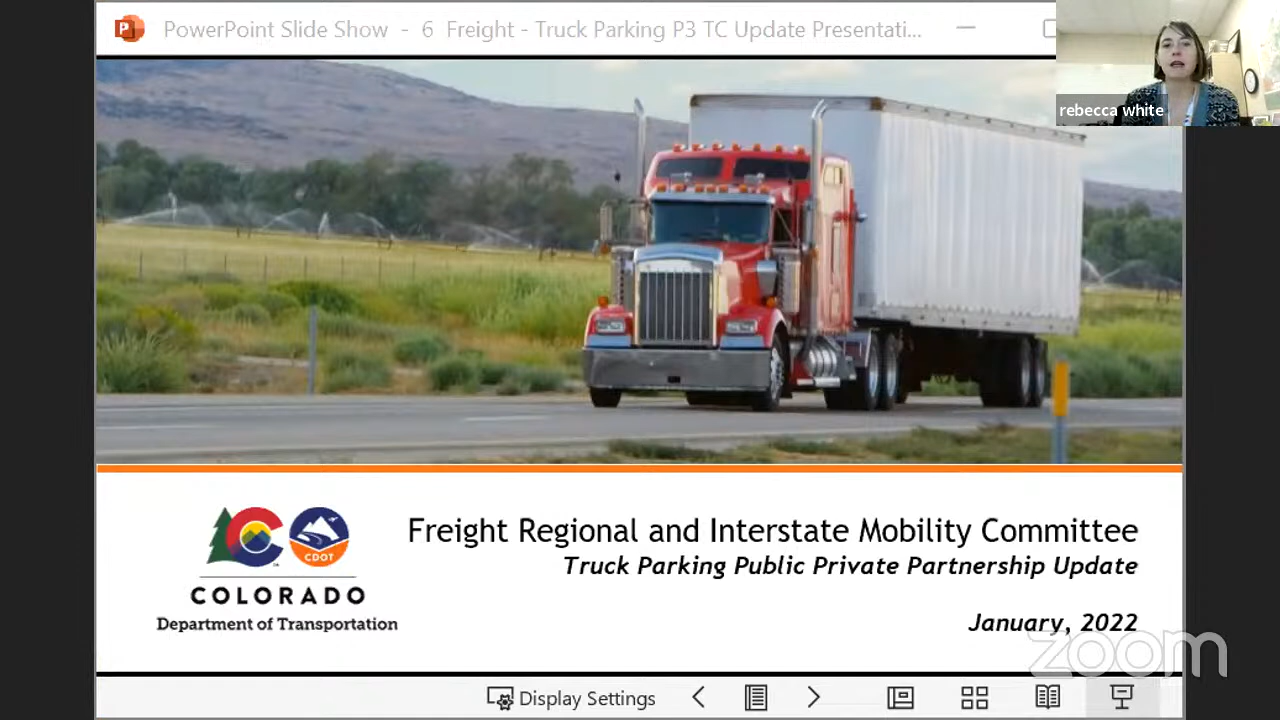 PowerPoint Slide Show - 6 Freight - Truck Parking P3 TC Update Presentati...
rebecca white
Freight Regional and Interstate Mobility Committee
Truck Parking Public Private Partnership Update
January, 2022
CDOT
COLORADO
Department of Transportation
zoom
Display Settings